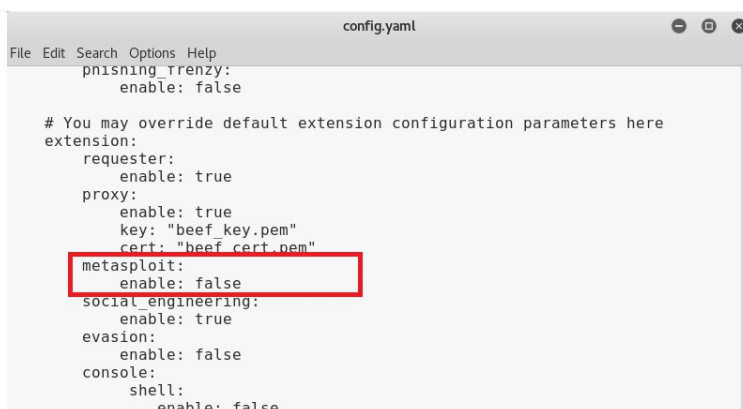 config.yaml
File Edit Search Options Help
phishing_frenzy:
enable: false
# You may override default extension configuration parameters here
extension:
requester:
enable: true
proxy:
enable: true
key: "beef_key.pem"
cert: "beef_cert.pem"
metasploit:
enable: false
social_engineering:
enable: true
evasion:
enable: false
console:
shell:
enable: false